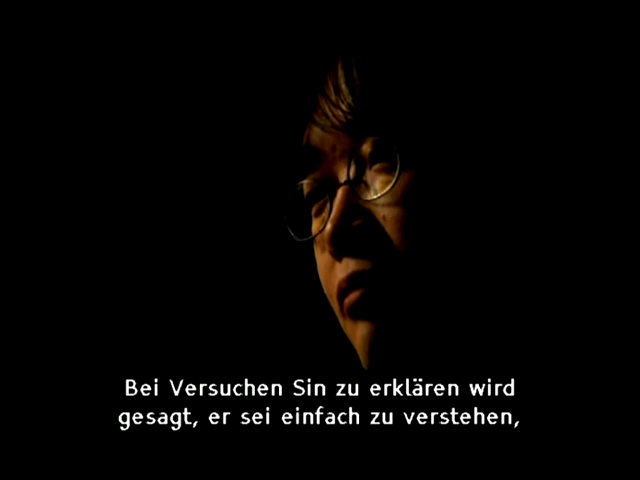 Bei Versuchen Sin zu erklären wird
gesagt, er sei einfach zu verstehen,